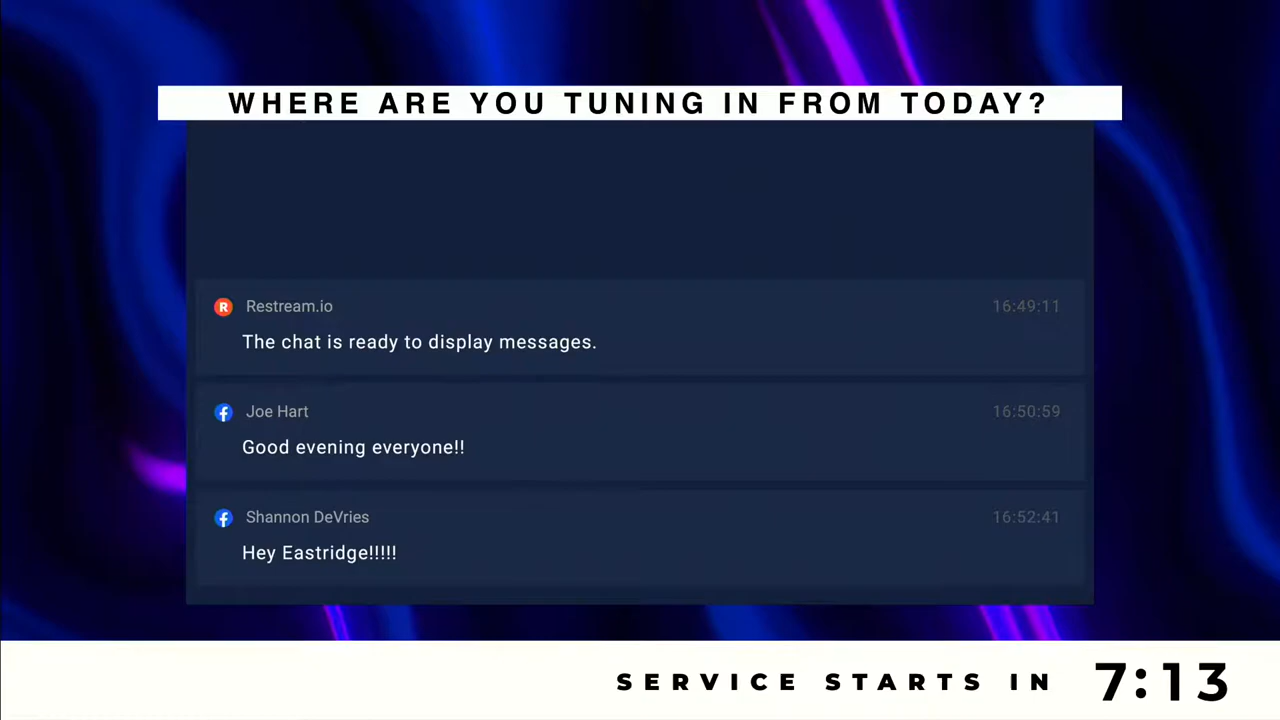 WHERE ARE YOU TUNING IN FROM TODAY?
R Restream.io 16:49:11
The chat is ready to display messages.
f Joe Hart 16:50:59
Good evening everyone!!
f Shannon DeVries 16:52:41
Hey Eastridge!!!!!
SERVICE STARTS IN 7:13